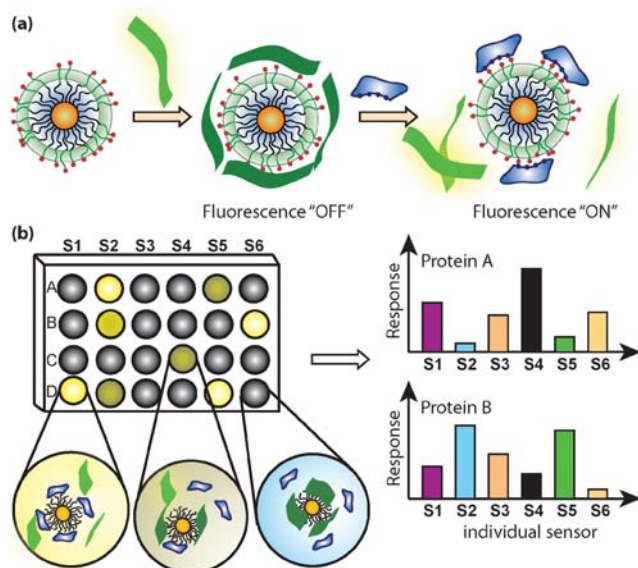 (a)
Fluorescence "OFF"
Fluorescence "ON"
(b)
S1 S2 S3 S4 S5 S6
A
B
C
D
Response
Protein A
S1 S2 S3 S4 S5 S6
Response
Protein B
S1 S2 S3 S4 S5 S6
individual sensor